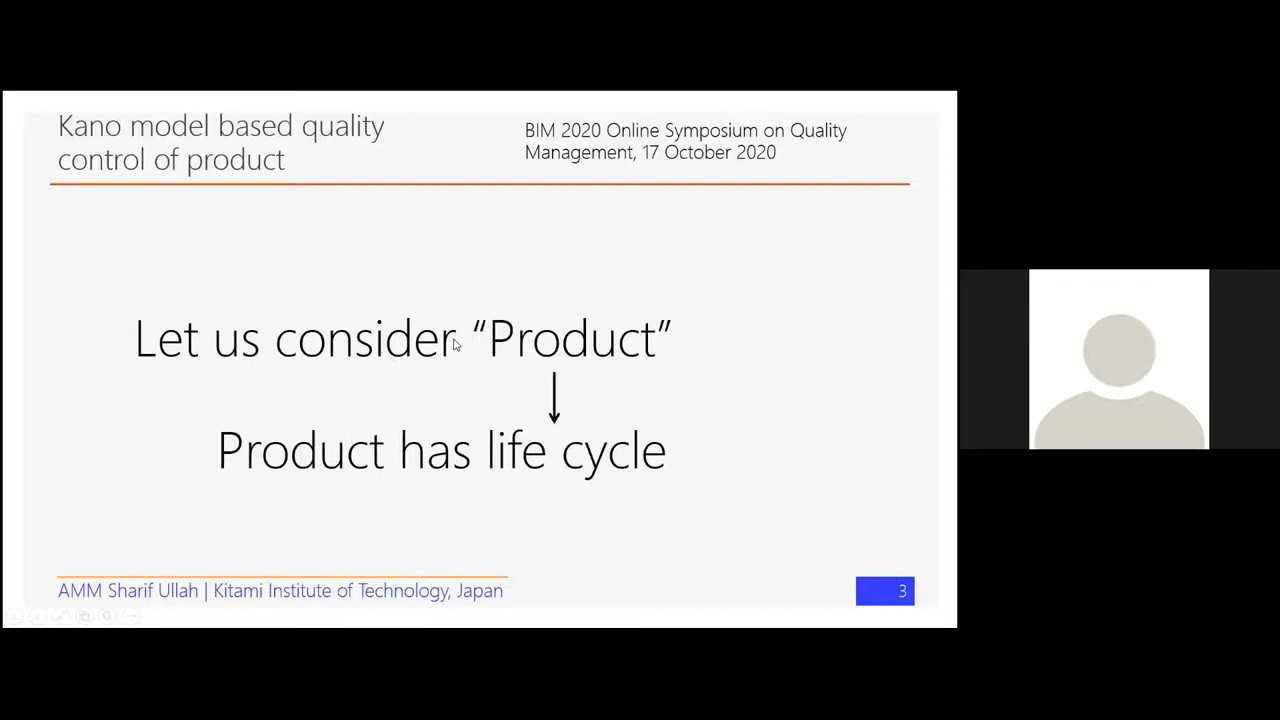 Kano model based quality
control of product
BIM 2020 Online Symposium on Quality
Management, 17 October 2020
Let us consider “Product”
Product has life cycle
AMM Sharif Ullah | Kitami Institute of Technology, Japan
3